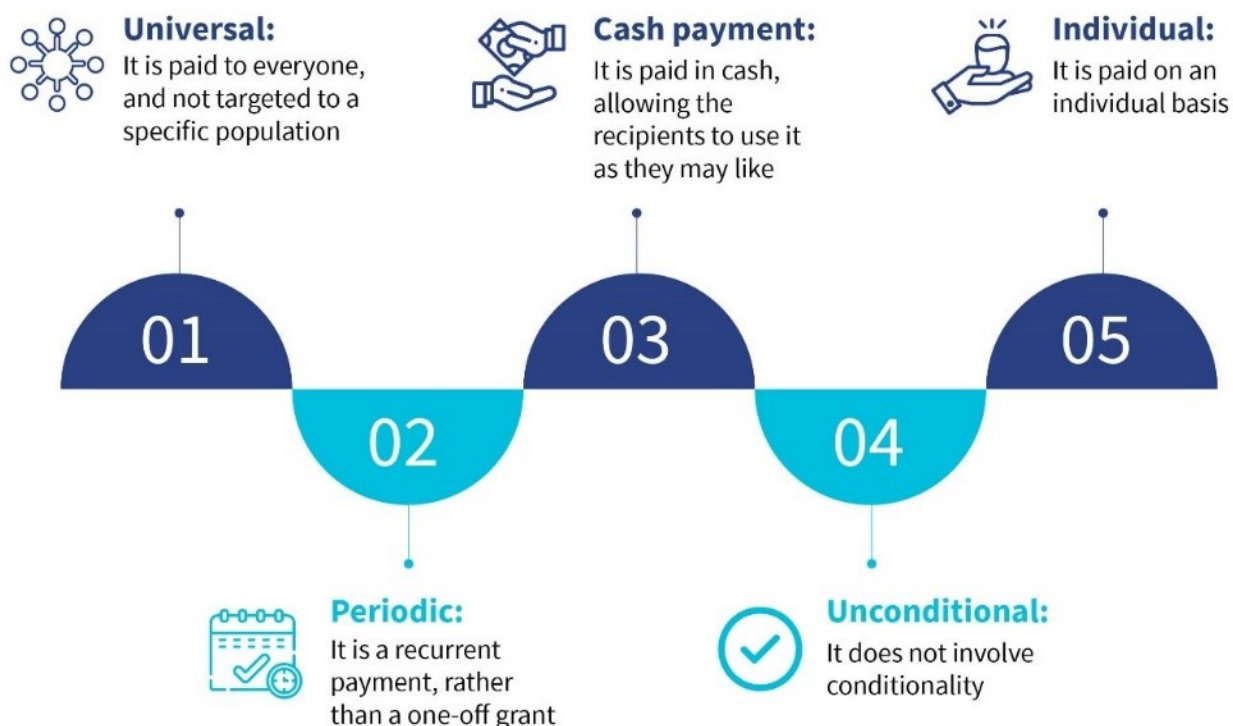 Universal:
It is paid to everyone,
and not targeted to a
specific population
Cash payment:
It is paid in cash,
allowing the
recipients to use it
as they may like
Individual:
It is paid on an
individual basis
01
02
03
04
05
Periodic:
It is a recurrent
payment, rather
than a one-off grant
Unconditional:
It does not involve
conditionality